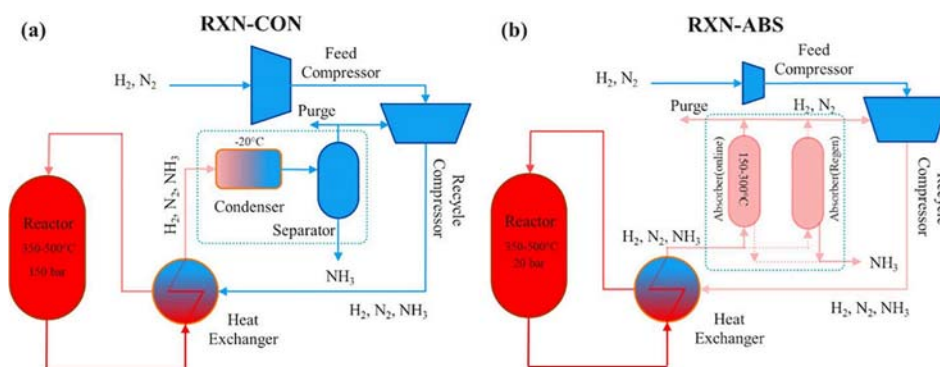 (a)
RXN-CON
Feed
Compressor
H₂, N₂
Purge
-20°C
Condenser
Separator
Recycle
Compressor
H₂, N₂, NH₃
Reactor
350-500°C
150 bar
NH₃
H₂, N₂, NH₃
Heat
Exchanger
(b)
RXN-ABS
Feed
Compressor
H₂, N₂
Purge
H₂, N₂
Absorber(online)
150-300°C
Absorber(Regen)
Recycle
Compressor
Reactor
350-500°C
20 bar
H₂, N₂, NH₃
NH₃
H₂, N₂, NH₃
Heat
Exchanger